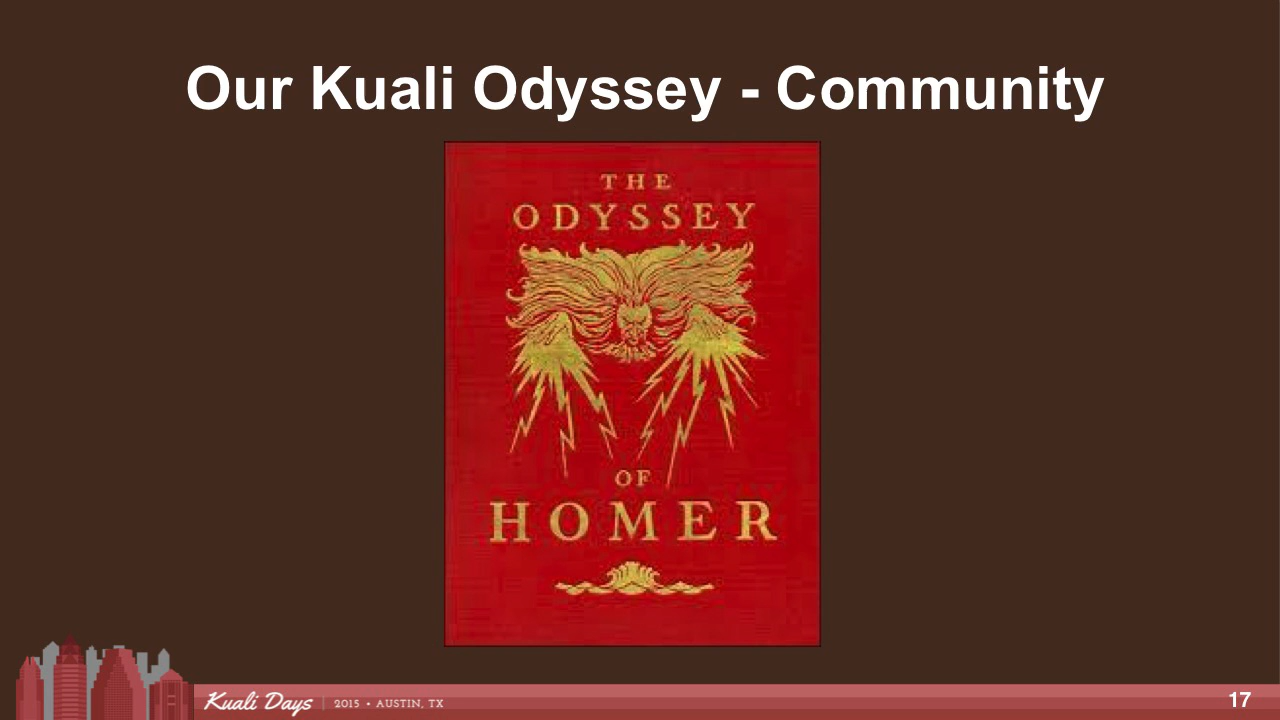 Our Kuali Odyssey - Community
THE
ODYSSEY
OF
HOMER
Kuali Days | 2015 • AUSTIN, TX
17